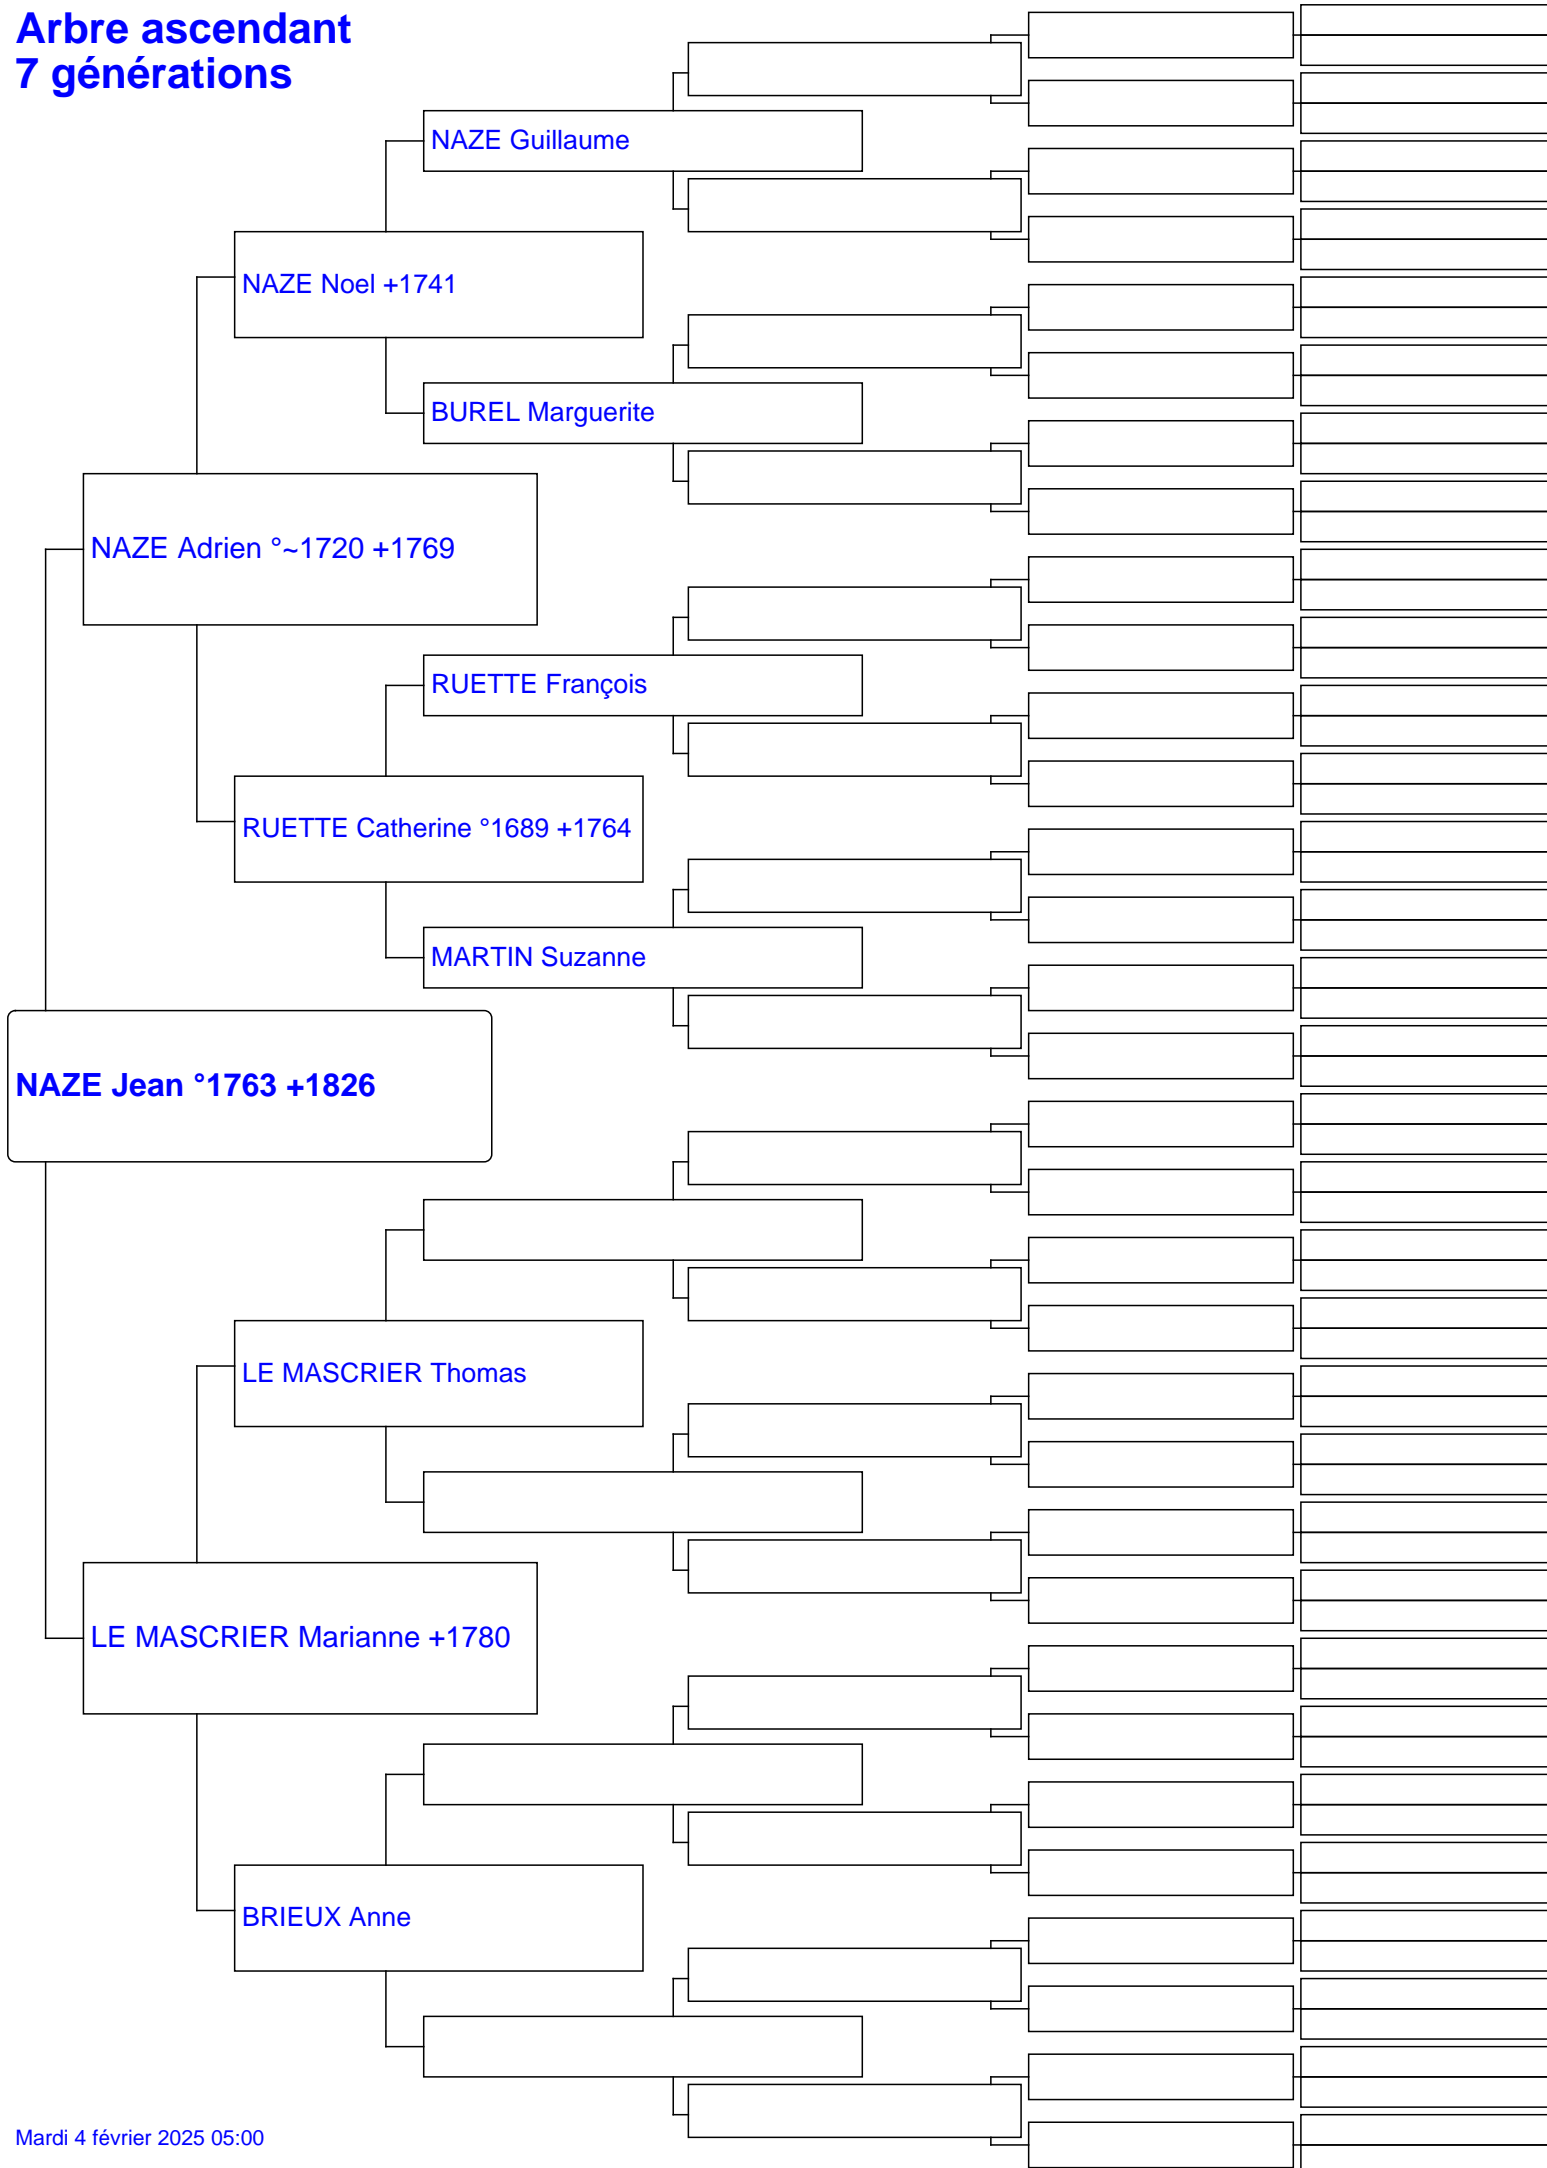 Arbre ascendant
7 générations
NAZE Guillaume
NAZE Noel +1741
BUREL Marguerite
NAZE Adrien °~1720 +1769
RUETTE François
RUETTE Catherine °1689 +1764
MARTIN Suzanne
NAZE Jean °1763 +1826
LE MASCRIER Thomas
LE MASCRIER Marianne +1780
BRIEUX Anne
Mardi 4 février 2025 05:00